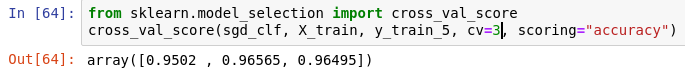 In [64]: from sklearn.model_selection import cross_val_score
cross_val_score(sgd_clf, X_train, y_train_5, cv=3, scoring="accuracy")
Out[64]: array([0.9502 , 0.96565, 0.96495])